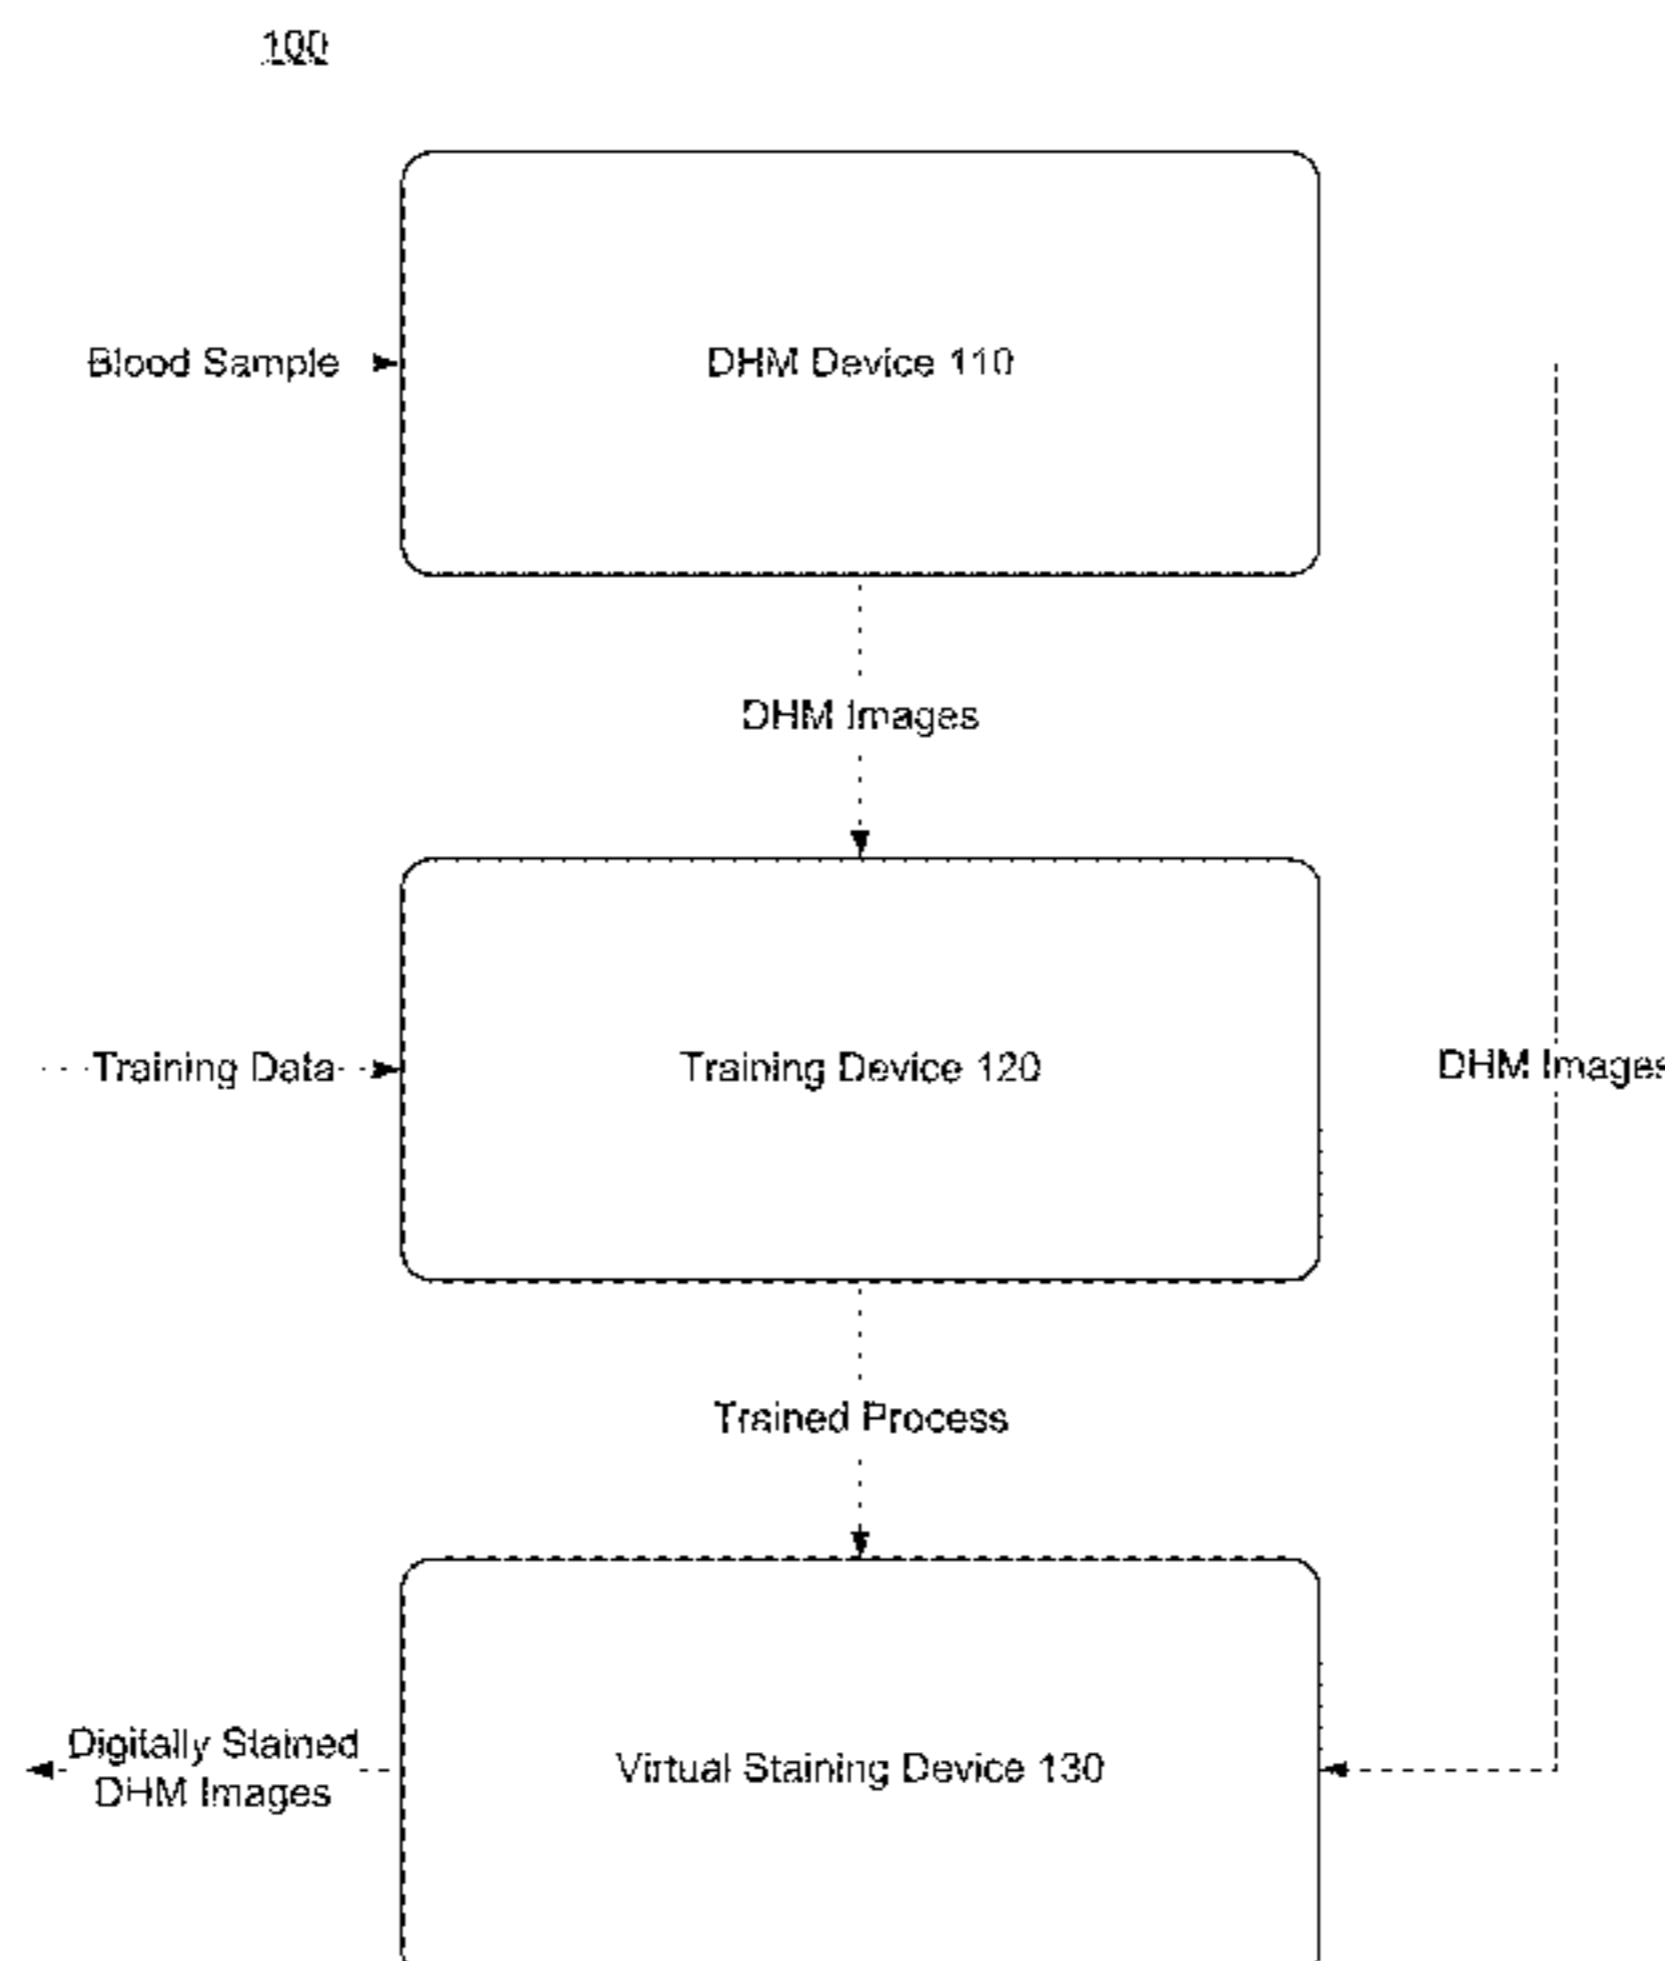 100
Blood Sample
DHM Device 110
DHM Images
Training Data
Training Device 120
DHM Images
Trained Process
Digitally Stained
DHM Images
Virtual Staining Device 130